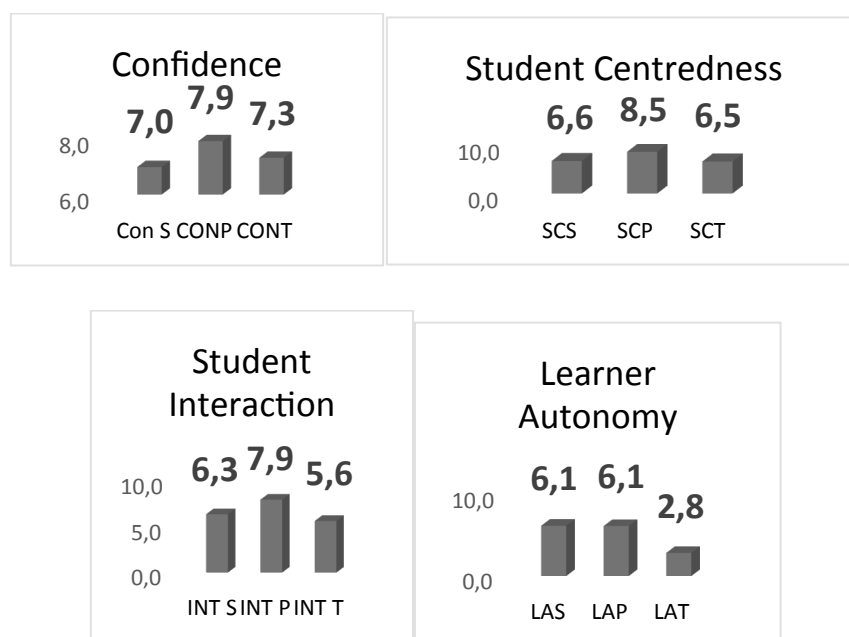 Confidence
7,0 7,9 7,3
8,0
6,0
Con S CONP CONT
Student Centredness
6,6 8,5 6,5
10,0
0,0
SCS SCP SCT
Student
Interaction
6,3 7,9 5,6
10,0
5,0
0,0
INT S INT P INT T
Learner
Autonomy
6,1 6,1 2,8
10,0
0,0
LAS LAP LAT